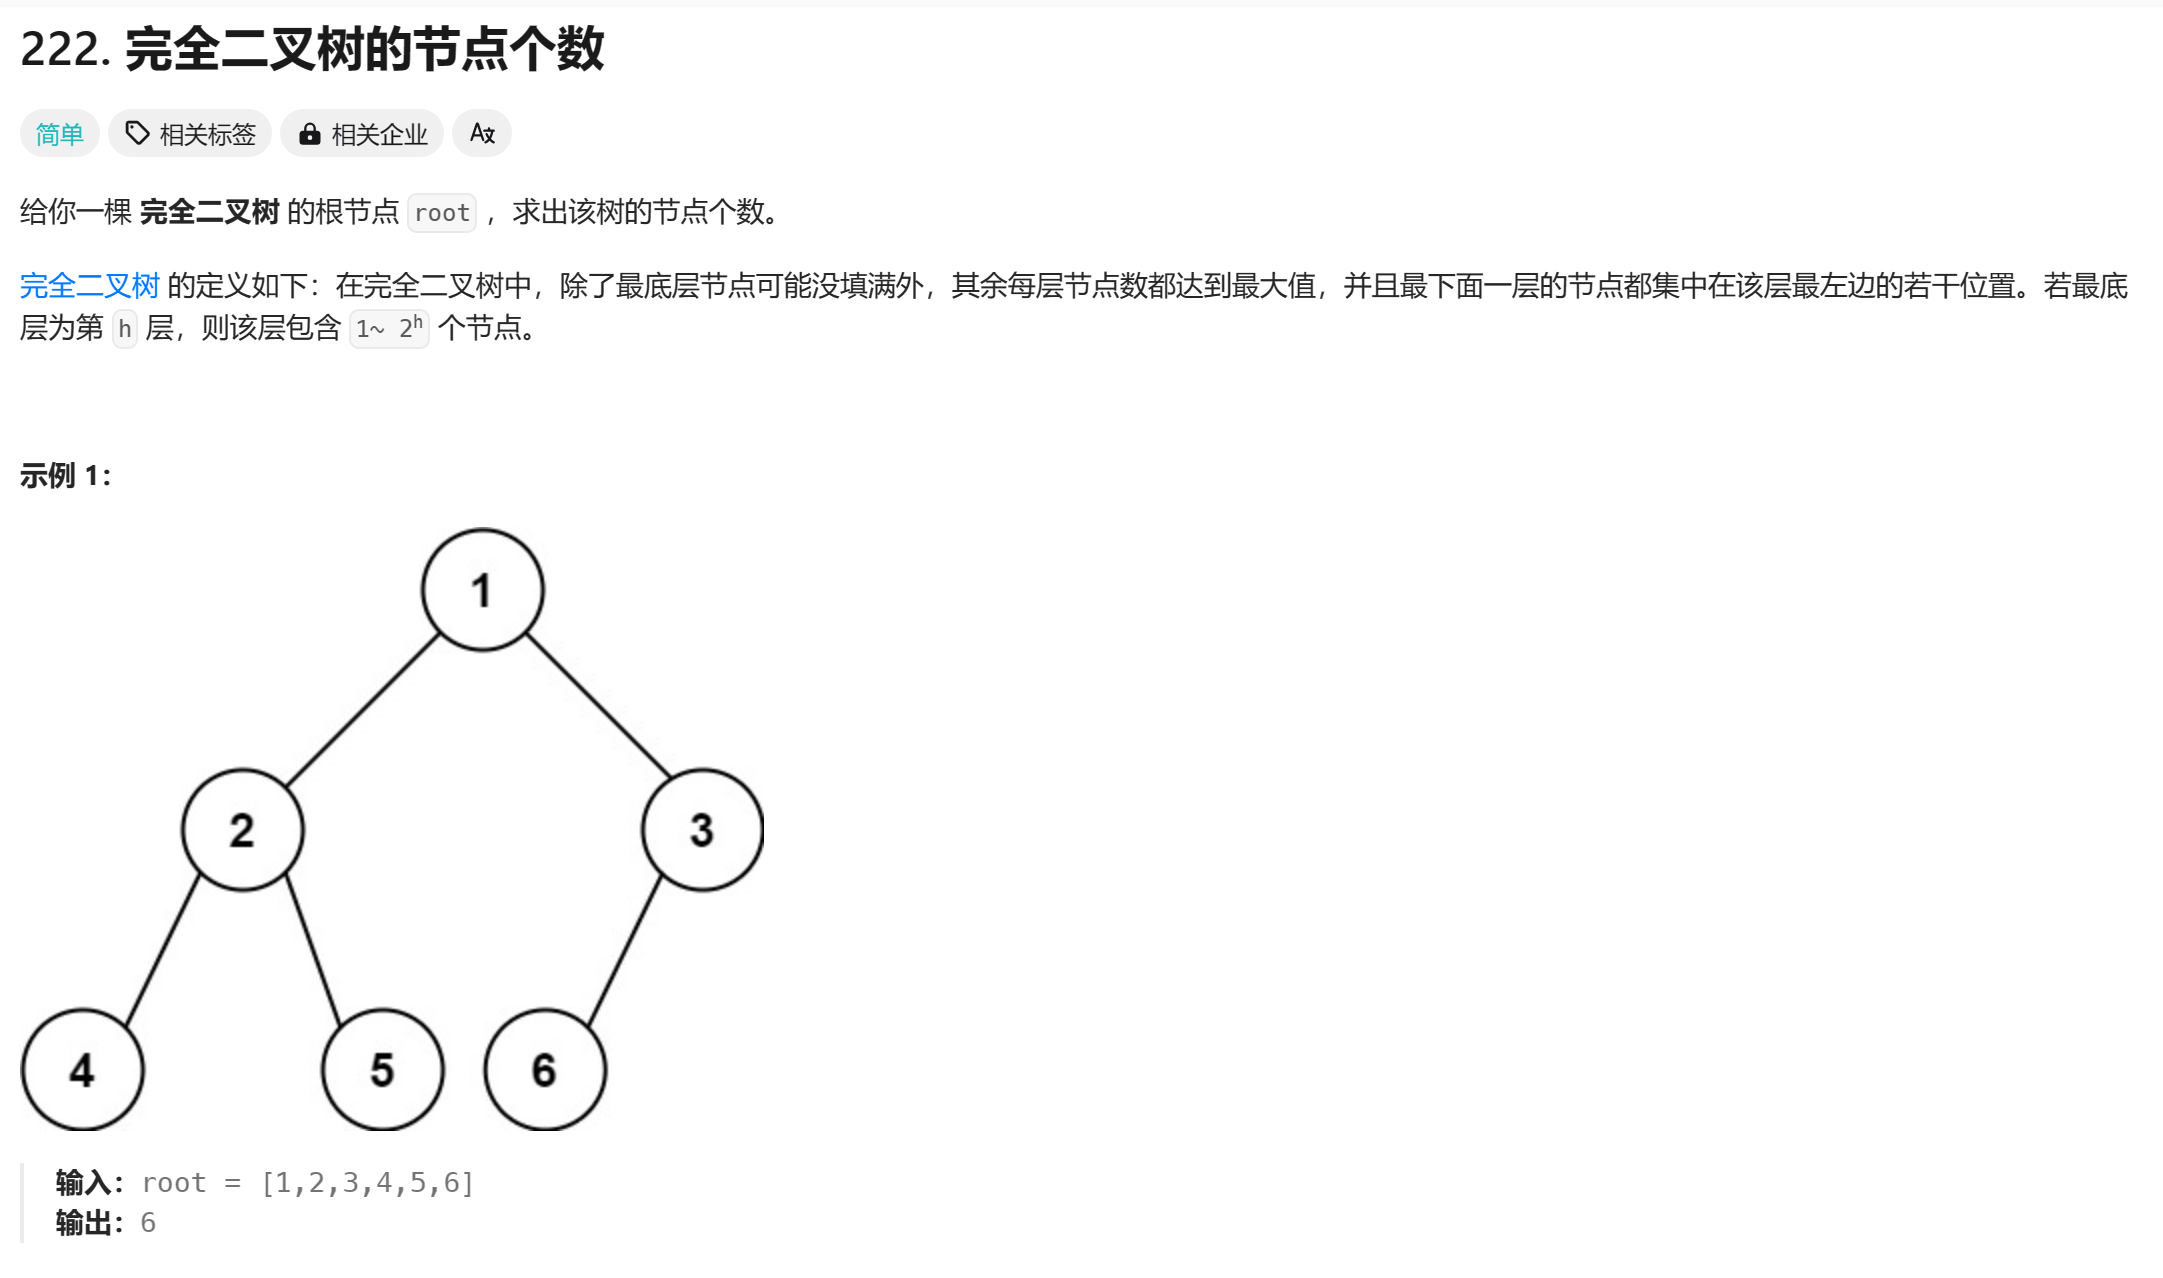 222. 完全二叉树的节点个数
简单 相关标签 相关企业 A文
给你一棵 完全二叉树 的根节点 root ，求出该树的节点个数。
完全二叉树 的定义如下：在完全二叉树中，除了最底层节点可能没填满外，其余每层节点数都达到最大值，并且最下面一层的节点都集中在该层最左边的若干位置。若最底
层为第 h 层，则该层包含 1~ 2ʰ 个节点。
示例 1：
1
2 3
4 5 6
输入：root = [1,2,3,4,5,6]
输出：6